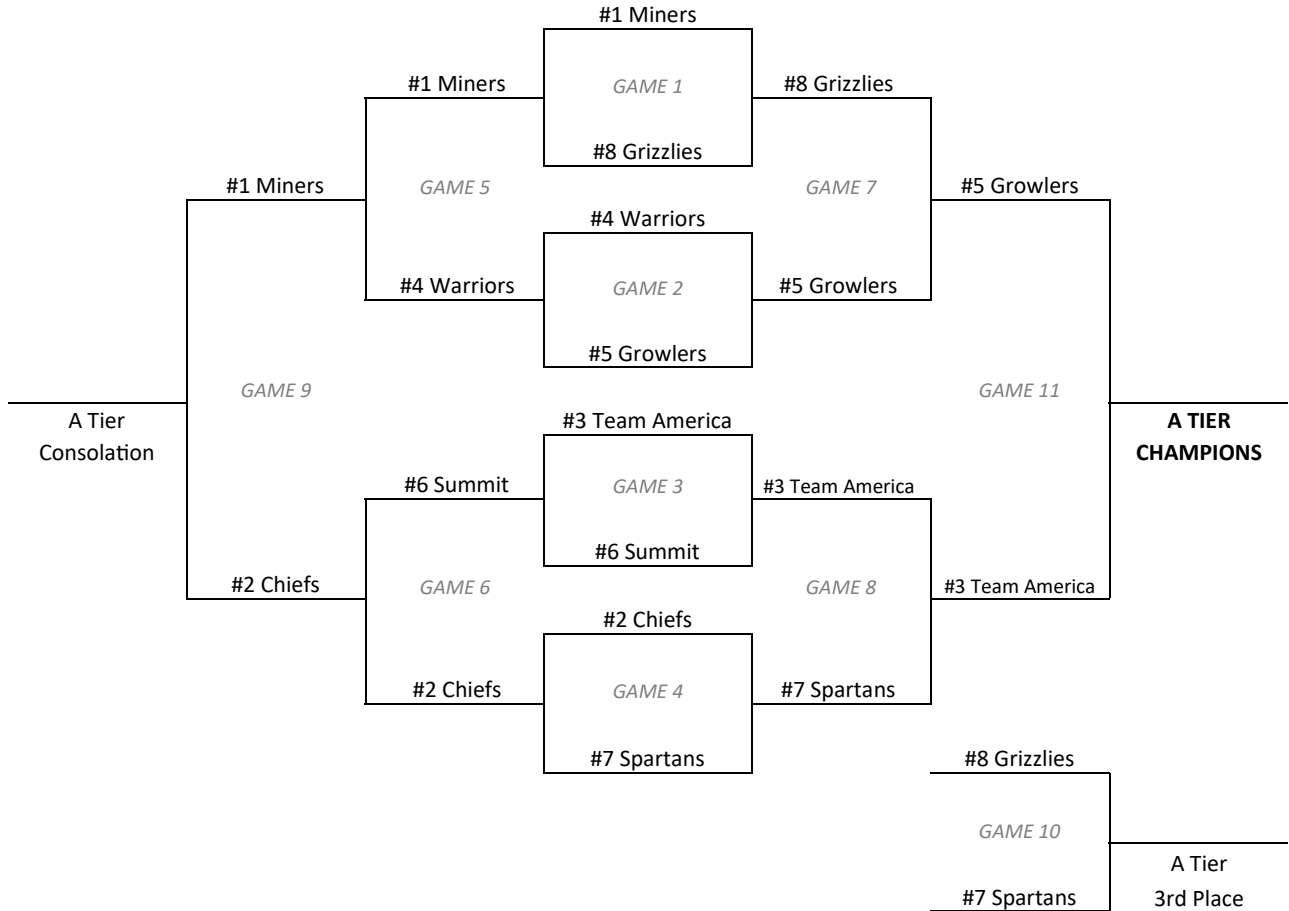 #1 Miners
#1 Miners
GAME 1
#8 Grizzlies
#8 Grizzlies
#1 Miners
GAME 5
GAME 7
#5 Growlers
#4 Warriors
#4 Warriors
GAME 2
#5 Growlers
#5 Growlers
GAME 9
GAME 11
A Tier
Consolation
A TIER
CHAMPIONS
#3 Team America
#6 Summit
GAME 3
#3 Team America
#6 Summit
#2 Chiefs
GAME 6
GAME 8
#3 Team America
#2 Chiefs
#2 Chiefs
GAME 4
#7 Spartans
#7 Spartans
#8 Grizzlies
GAME 10
#7 Spartans
A Tier
3rd Place